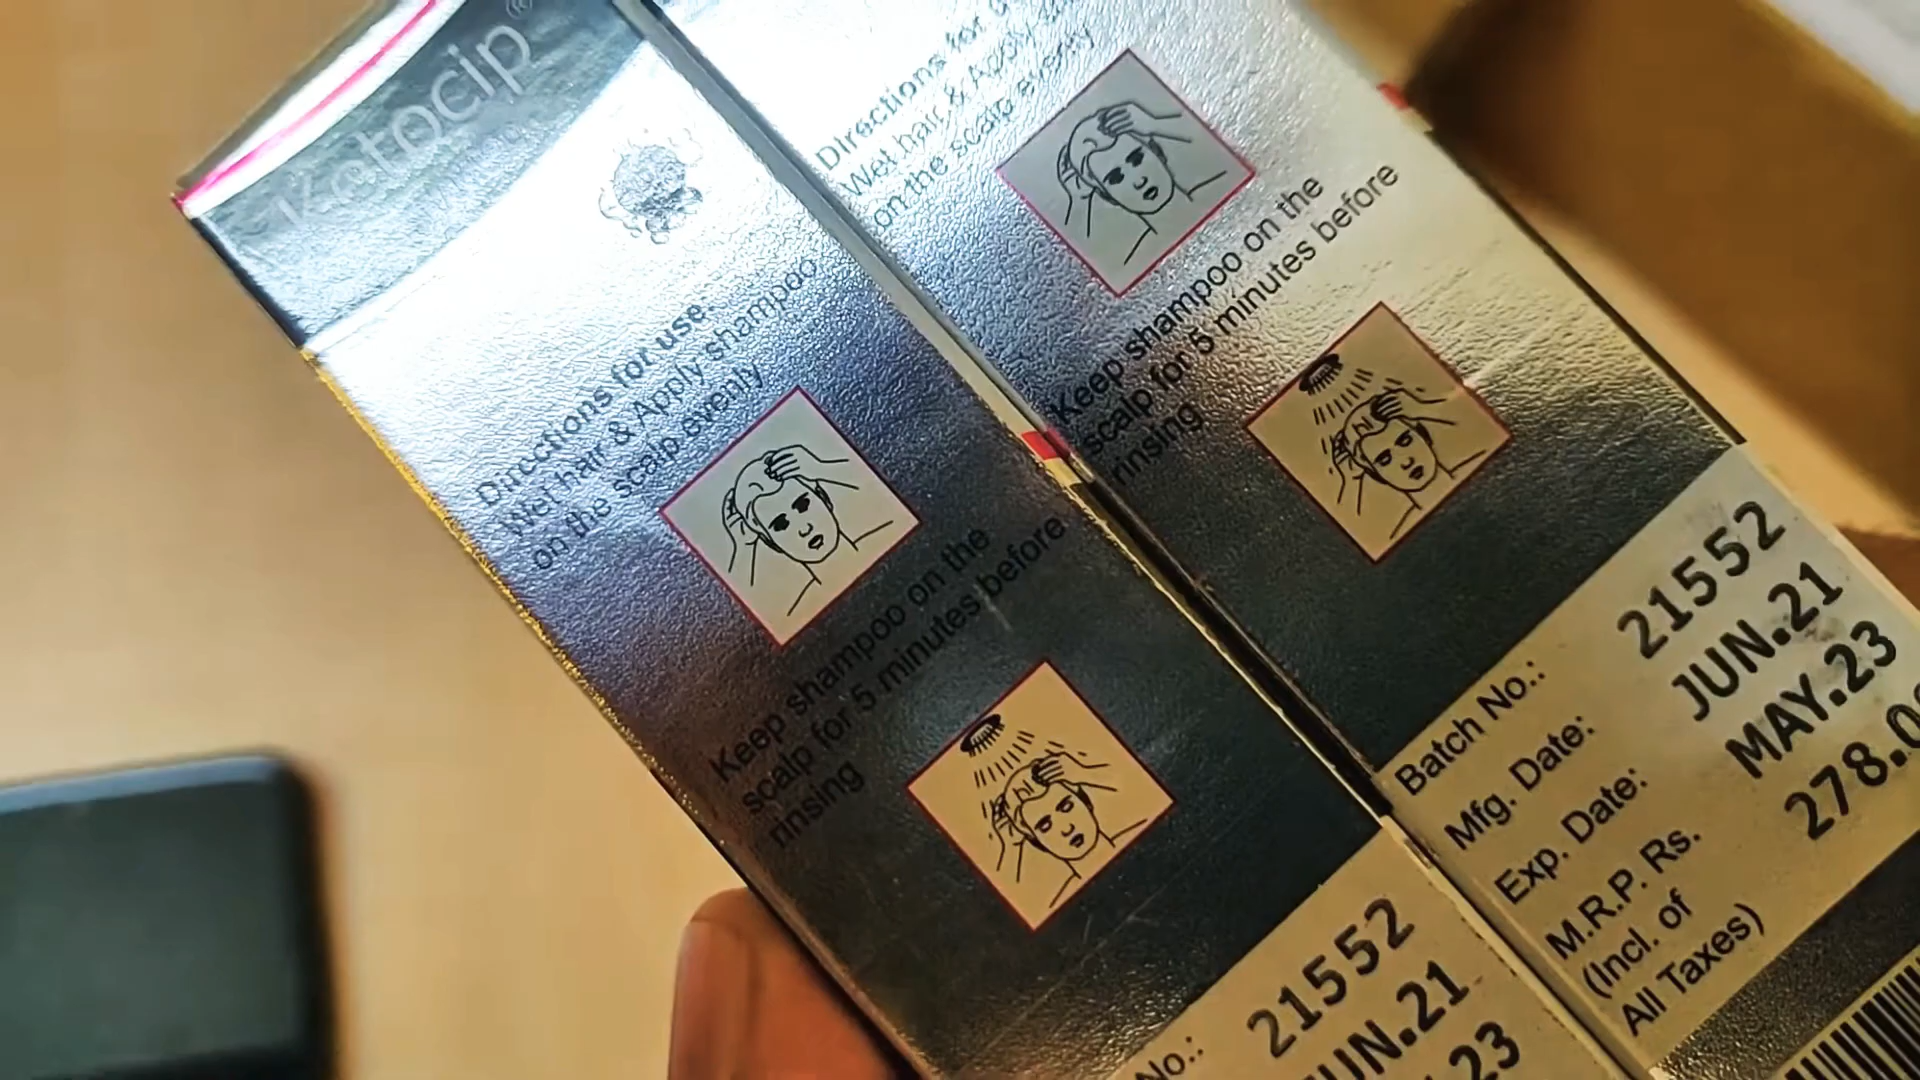 Ketocip®
Directions for use:
Wet hair & Apply shampoo
on the scalp evenly
Keep shampoo on the
scalp for 5 minutes before
rinsing
No.: 21552
JUN.21
.23
Directions for
Wet hair & Apply
on the scalp evenly
Keep shampoo on the
scalp for 5 minutes before
rinsing
Batch No.: 21552
Mfg. Date: JUN.21
Exp. Date: MAY.23
M.R.P. Rs. 278.0
(Incl. of
All Taxes)